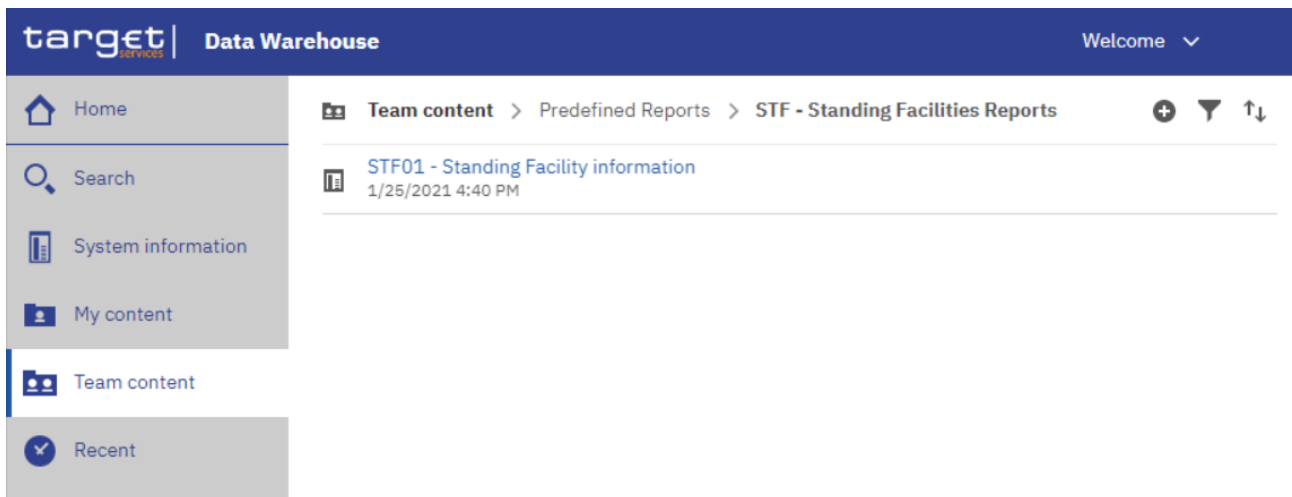 target services | Data Warehouse Welcome
Home
Team content > Predefined Reports > STF - Standing Facilities Reports
Search
STF01 - Standing Facility information
1/25/2021 4:40 PM
System information
My content
Team content
Recent